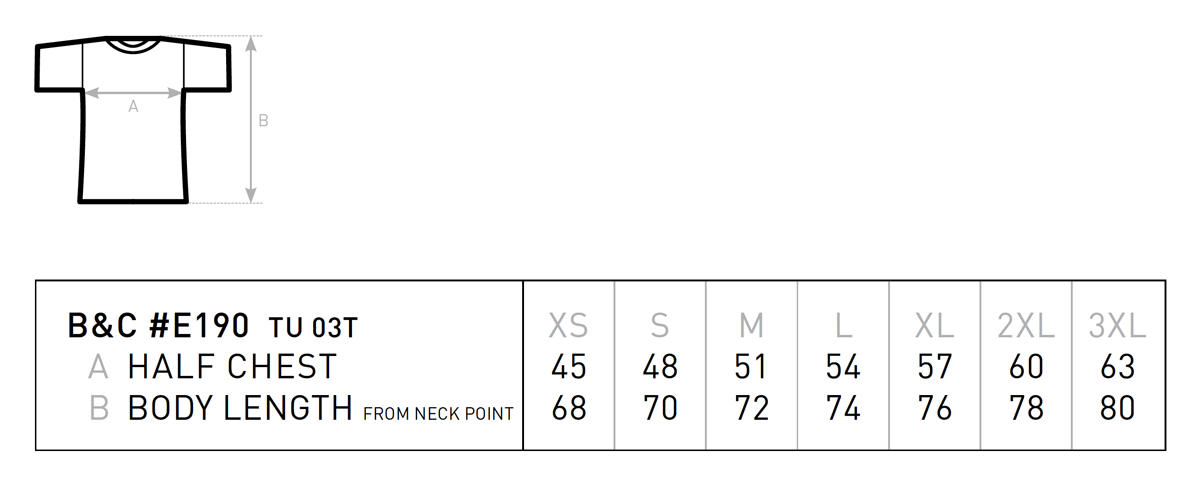 A
B
B&C #E190 TU 03T XS S M L XL 2XL 3XL
A HALF CHEST 45 48 51 54 57 60 63
B BODY LENGTH FROM NECK POINT 68 70 72 74 76 78 80